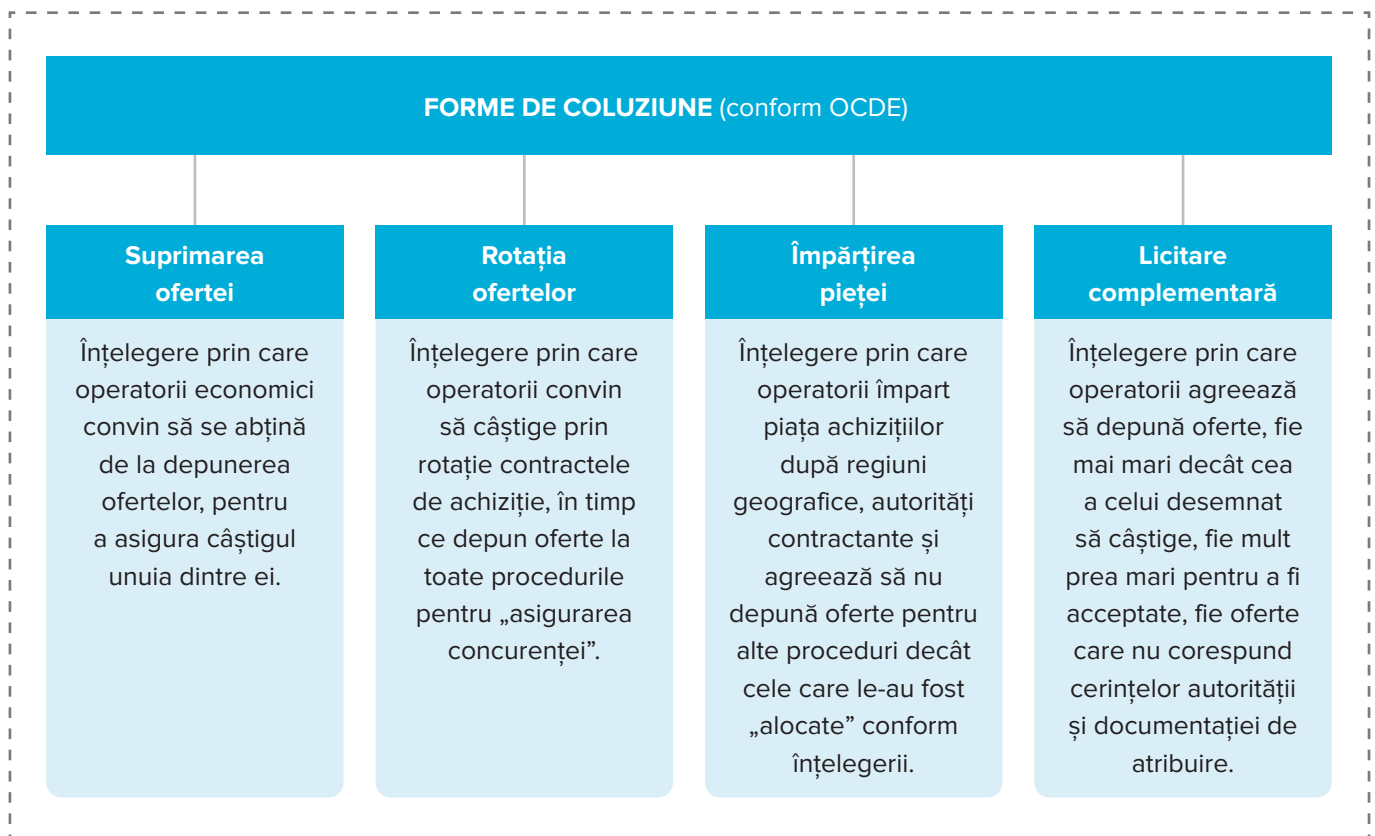 FORME DE COLUZIUNE (conform OCDE)
Suprimarea
ofertei
Înțelegere prin care
operatorii economici
convin să se abțină
de la depunerea
ofertelor, pentru
a asigura câștigul
unuia dintre ei.
Rotația
ofertelor
Înțelegere prin care
operatorii convin
să câștige prin
rotație contractele
de achiziție, în timp
ce depun oferte la
toate procedurile
pentru „asigurarea
concurenței”.
Împărțirea
pieței
Înțelegere prin care
operatorii împart
piața achizițiilor
după regiuni
geografice, autorități
contractante și
agreează să nu
depună oferte pentru
alte proceduri decât
cele care le-au fost
„alocate” conform
înțelegerii.
Licitare
complementară
Înțelegere prin care
operatorii agreează
să depună oferte, fie
mai mari decât cea
a celui desemnat
să câștige, fie mult
prea mari pentru a fi
acceptate, fie oferte
care nu corespund
cerințelor autorității
și documentației de
atribuire.